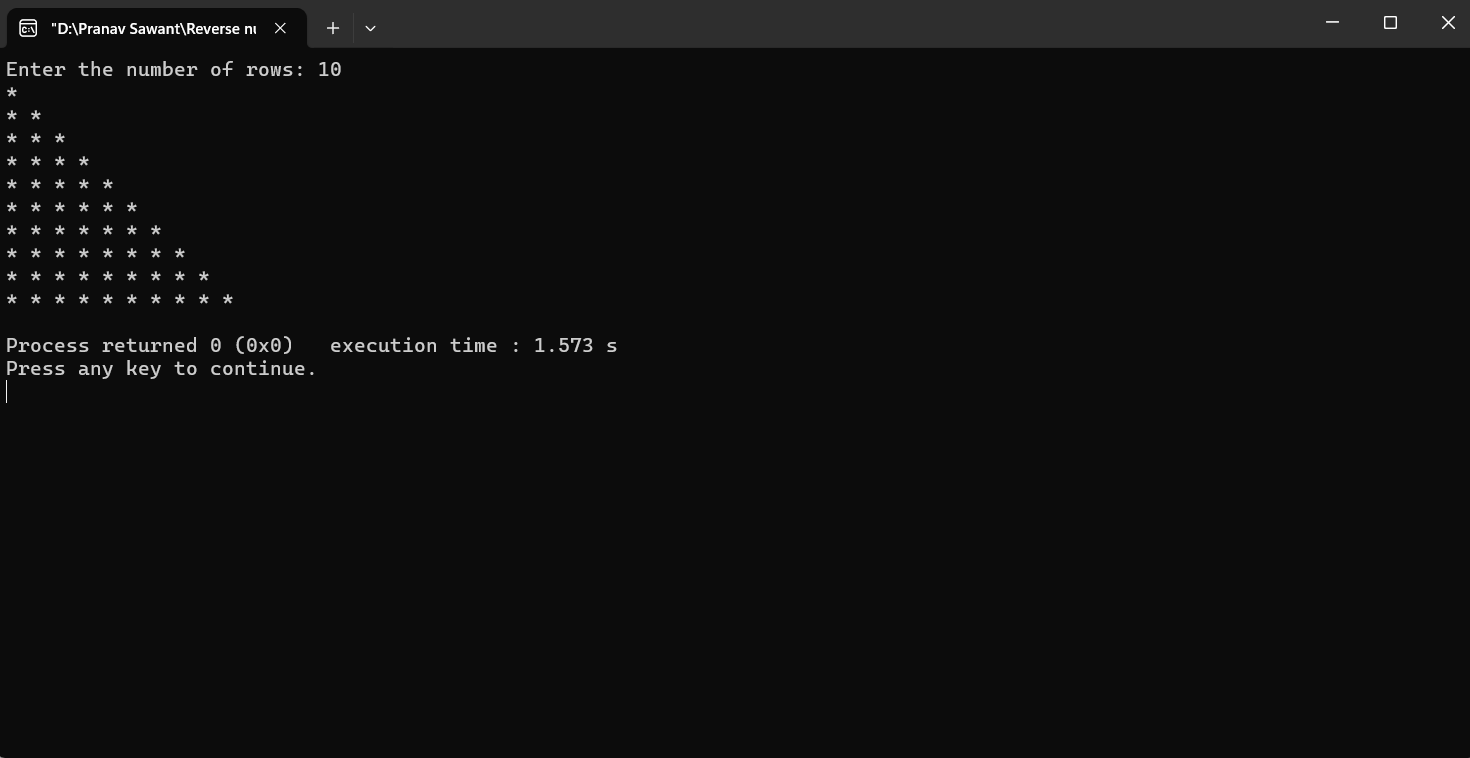 "D:\Pranav Sawant\Reverse nu
Enter the number of rows: 10
*
* *
* * *
* * * *
* * * * *
* * * * * *
* * * * * * *
* * * * * * * *
* * * * * * * * *
* * * * * * * * * *
Process returned 0 (0x0)   execution time : 1.573 s
Press any key to continue.